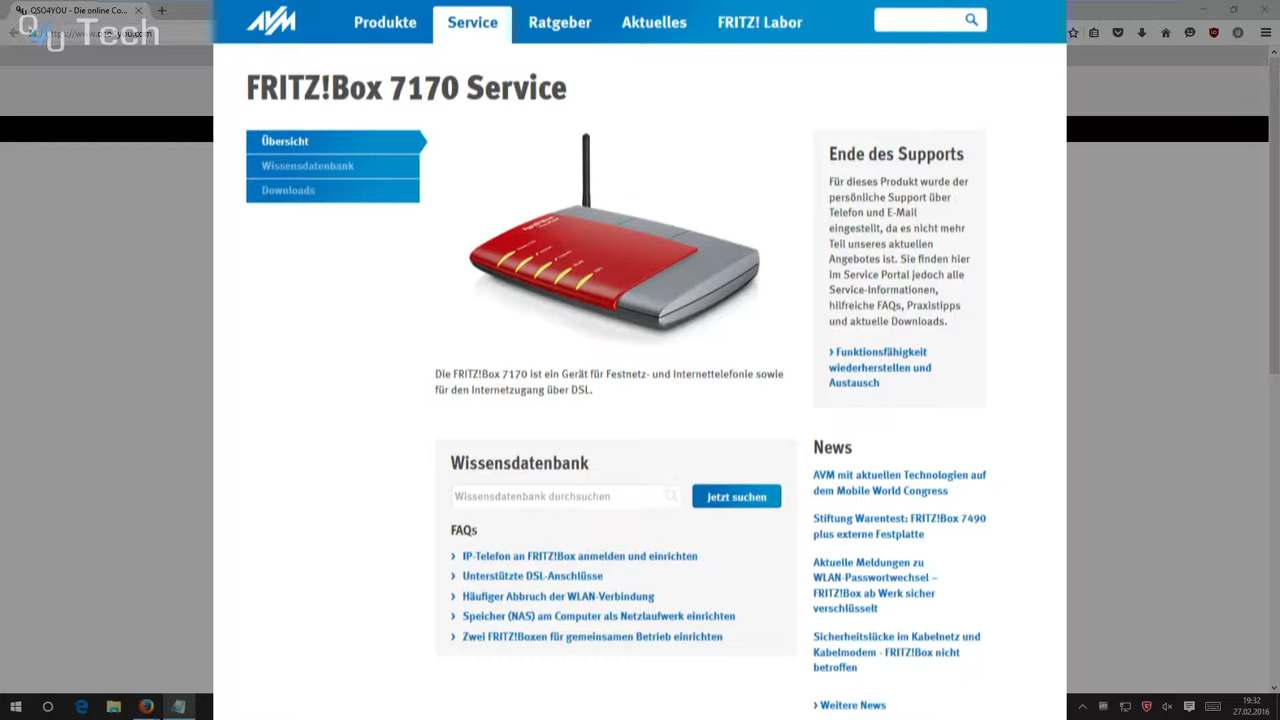 QSO4YOU - QSO4you.com
http://www.qso4you.com
AVM
Produkte
Service
Ratgeber
Aktuelles
FRITZ! Labor
FRITZ!Box 7170 Service
Übersicht
Wissensdatenbank
Downloads
Die FRITZ!Box 7170 ist ein Gerät für Festnetz- und Internettelefonie sowie
für den Internetzugang über DSL.
Wissensdatenbank
Wissensdatenbank durchsuchen
Jetzt suchen
FAQs
› IP-Telefon an FRITZ!Box anmelden und einrichten
› Unterstützte DSL-Anschlüsse
› Häufiger Abbruch der WLAN-Verbindung
› Speicher (NAS) am Computer als Netzlaufwerk einrichten
› Zwei FRITZ!Boxen für gemeinsamen Betrieb einrichten
Ende des Supports
Für dieses Produkt wurde der
persönliche Support über
Telefon und E-Mail
eingestellt, da es nicht mehr
Teil unseres aktuellen
Angebotes ist. Sie finden hier
im Service Portal jedoch alle
Service-Informationen,
hilfreiche FAQs, Praxistipps
und aktuelle Downloads.
› Funktionsfähigkeit
wiederherstellen und
Austausch
News
AVM mit aktuellen Technologien auf
dem Mobile World Congress
Stiftung Warentest: FRITZ!Box 7490
plus externe Festplatte
Aktuelle Meldungen zu
WLAN-Passwortwechsel –
FRITZ!Box ab Werk sicher
verschlüsselt
Sicherheitslücke im Kabelnetz und
Kabelmodem - FRITZ!Box nicht
betroffen
› Weitere News
19:32
27.02.2016